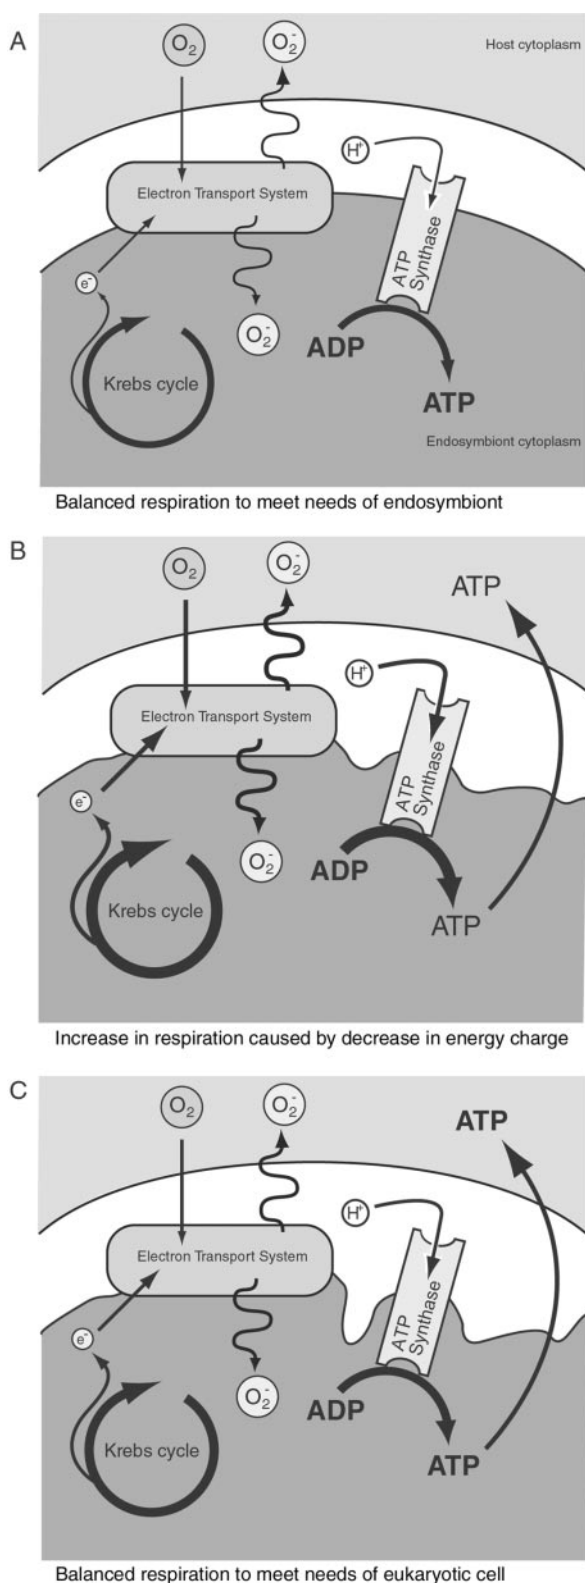 A
O₂
O₂⁻
Host cytoplasm
H⁺
Electron Transport System
ATP
Synthase
e⁻
O₂⁻
ADP
Krebs cycle
ATP
Endosymbiont cytoplasm
Balanced respiration to meet needs of endosymbiont
B
O₂
O₂⁻
ATP
H⁺
Electron Transport System
ATP
Synthase
e⁻
O₂⁻
ADP
Krebs cycle
ATP
Increase in respiration caused by decrease in energy charge
C
O₂
O₂⁻
ATP
H⁺
Electron Transport System
ATP
Synthase
e⁻
O₂⁻
ADP
Krebs cycle
ATP
Balanced respiration to meet needs of eukaryotic cell